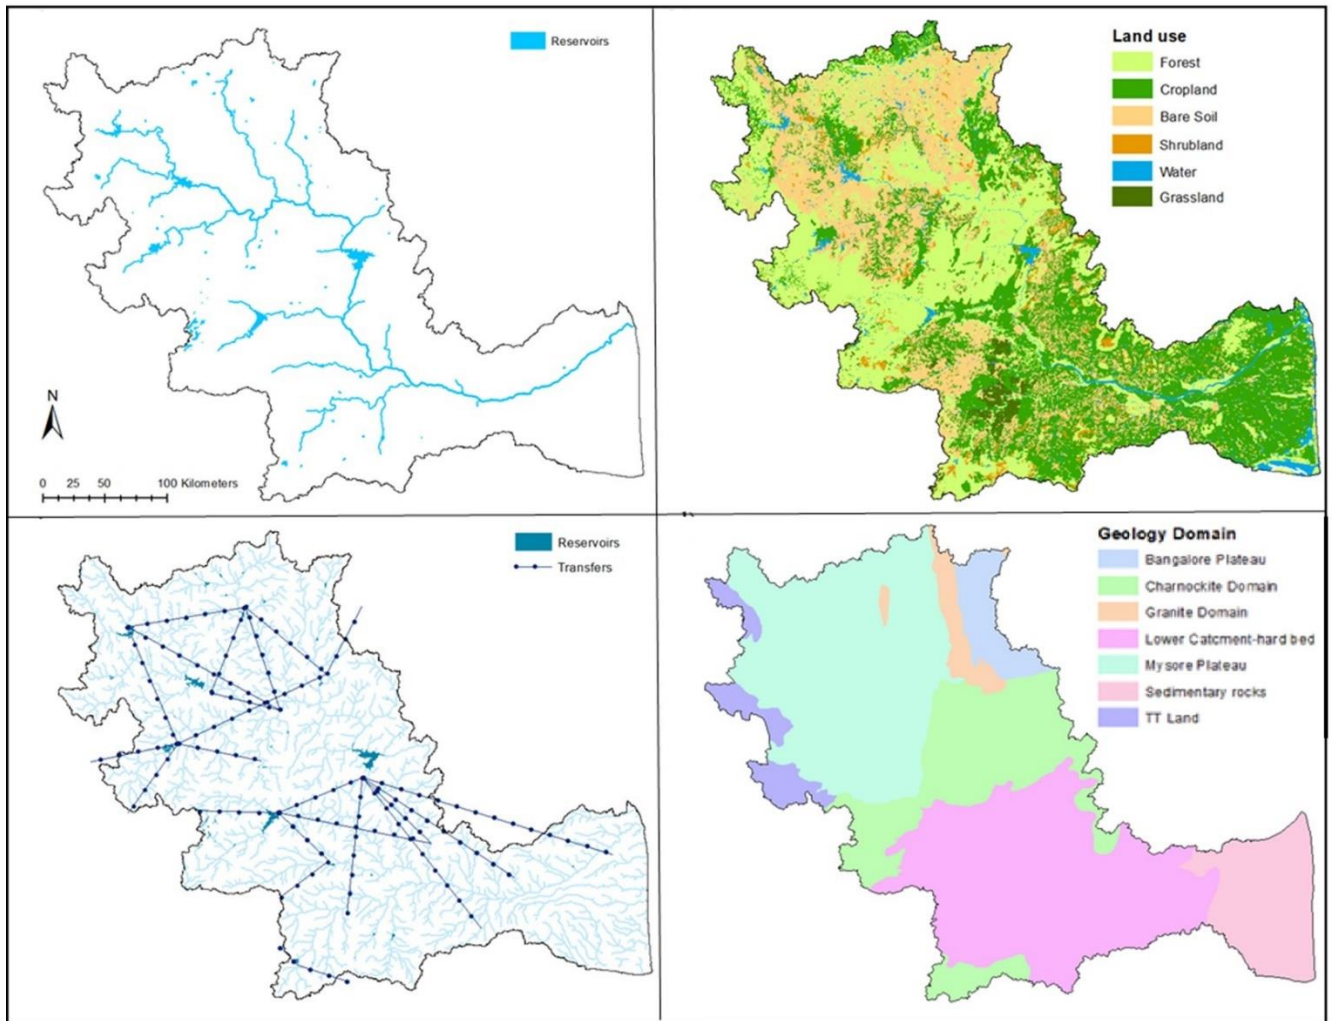 Reservoirs
N
0 25 50 100 Kilometers
Land use
Forest
Cropland
Bare Soil
Shrubland
Water
Grassland
Reservoirs
Transfers
Geology Domain
Bangalore Plateau
Charnockite Domain
Granite Domain
Lower Catcment-hard bed
Mysore Plateau
Sedimentary rocks
TT Land